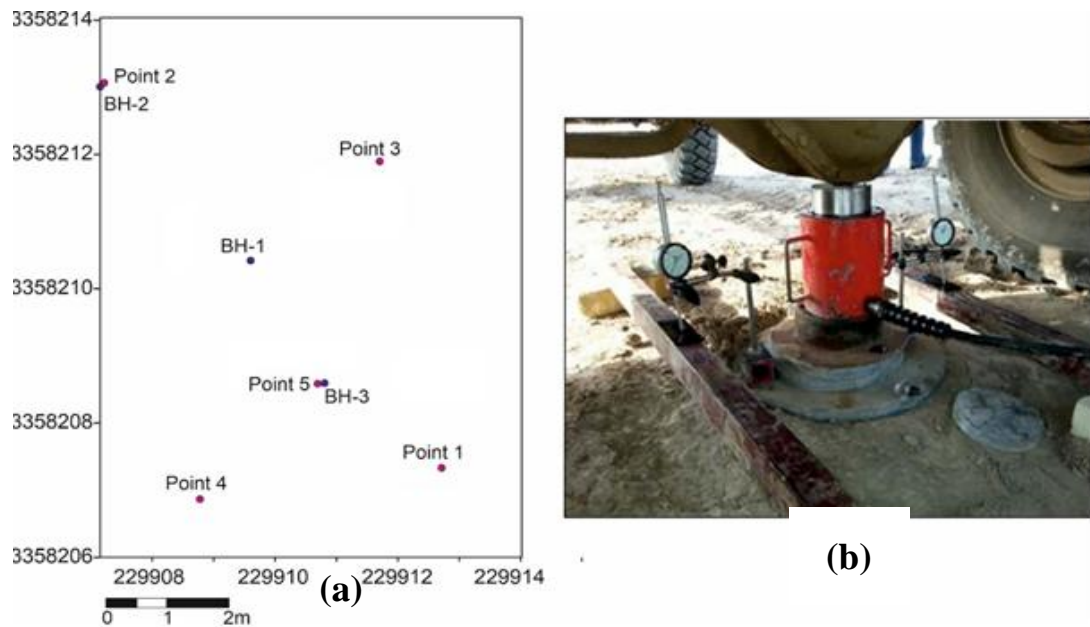 3358214
Point 2
BH-2
3358212
Point 3
BH-1
3358210
Point 5
BH-3
3358208
Point 1
Point 4
3358206
229908 229910 229912 229914
0 1 2m
(a)
(b)